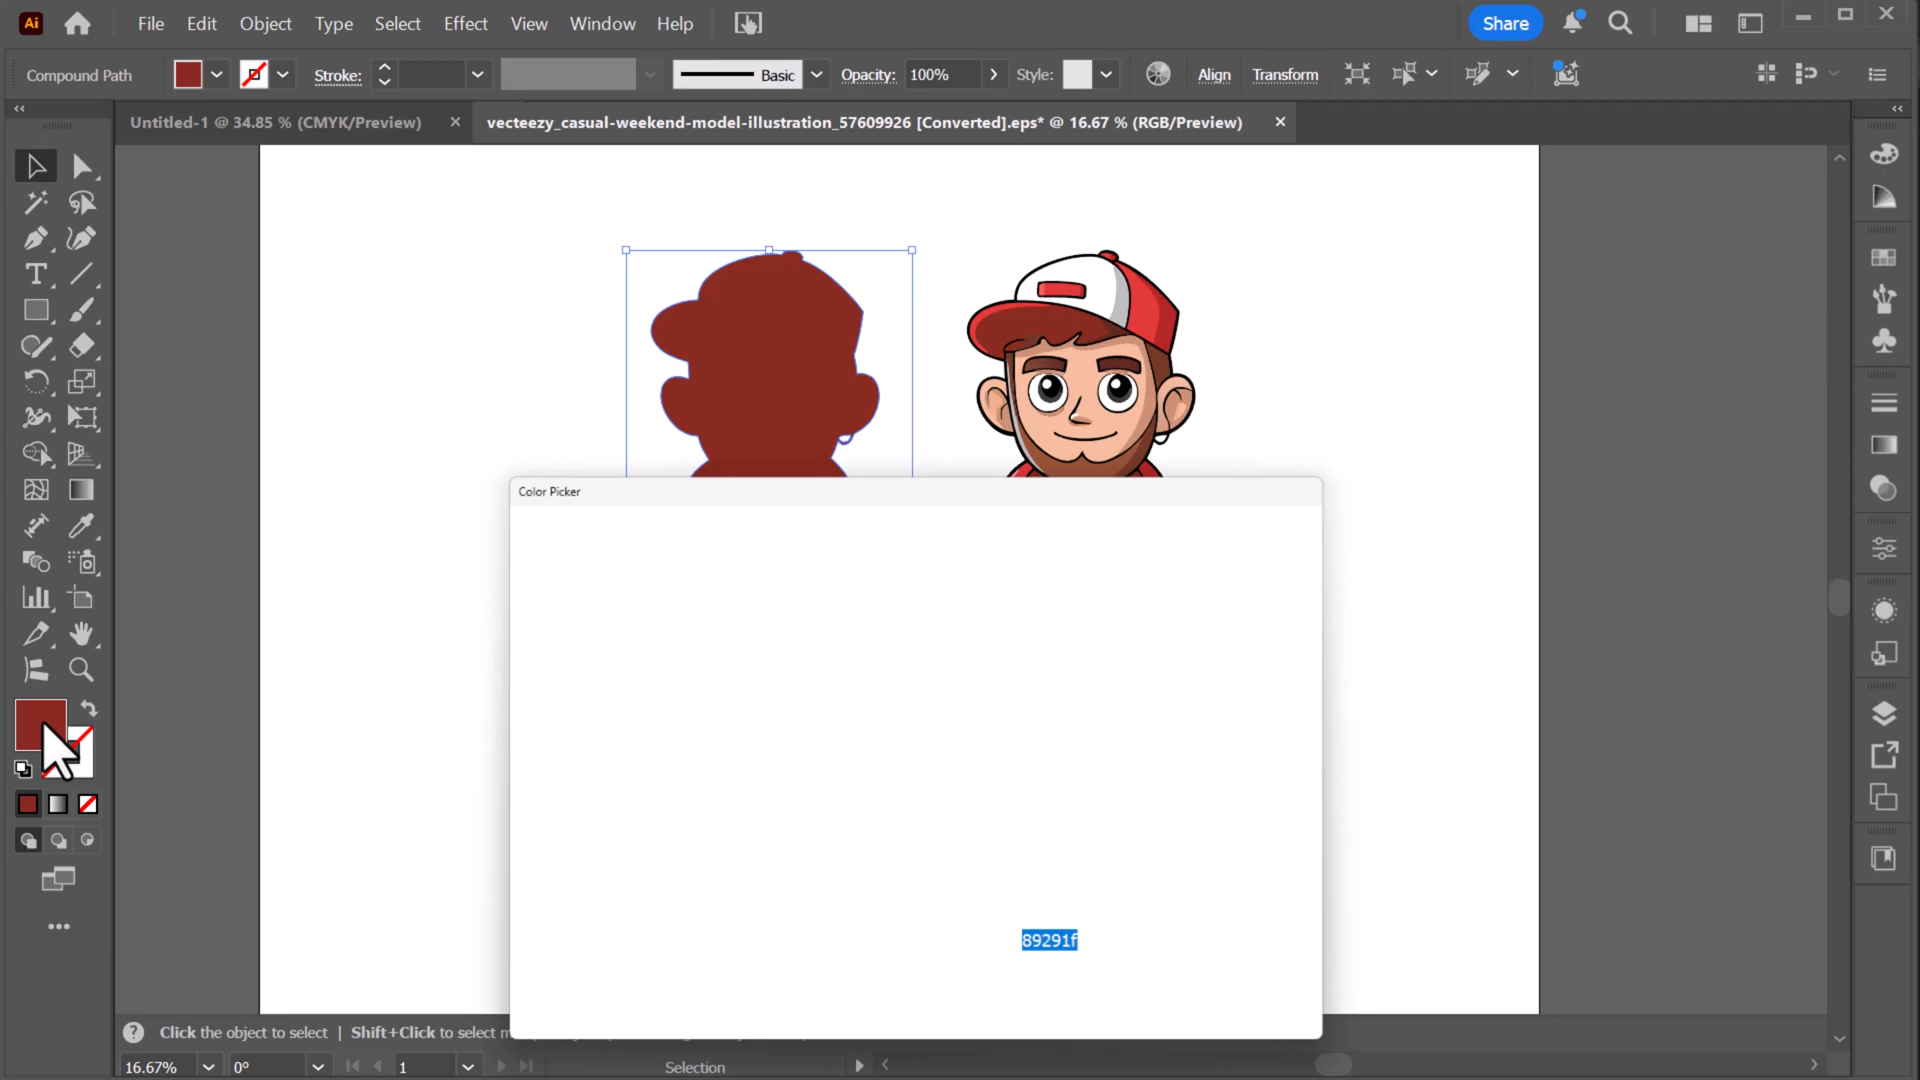 Ai File Edit Object Type Select Effect View Window Help Share
Compound Path Stroke: Basic Opacity: 100% Style: Align Transform
Untitled-1 @ 34.85 % (CMYK/Preview) vecteezy_casual-weekend-model-illustration_57609926 [Converted].eps* @ 16.67 % (RGB/Preview)
Color Picker
89291f
Click the object to select | Shift+Click to select
16.67% 0° 1 Selection